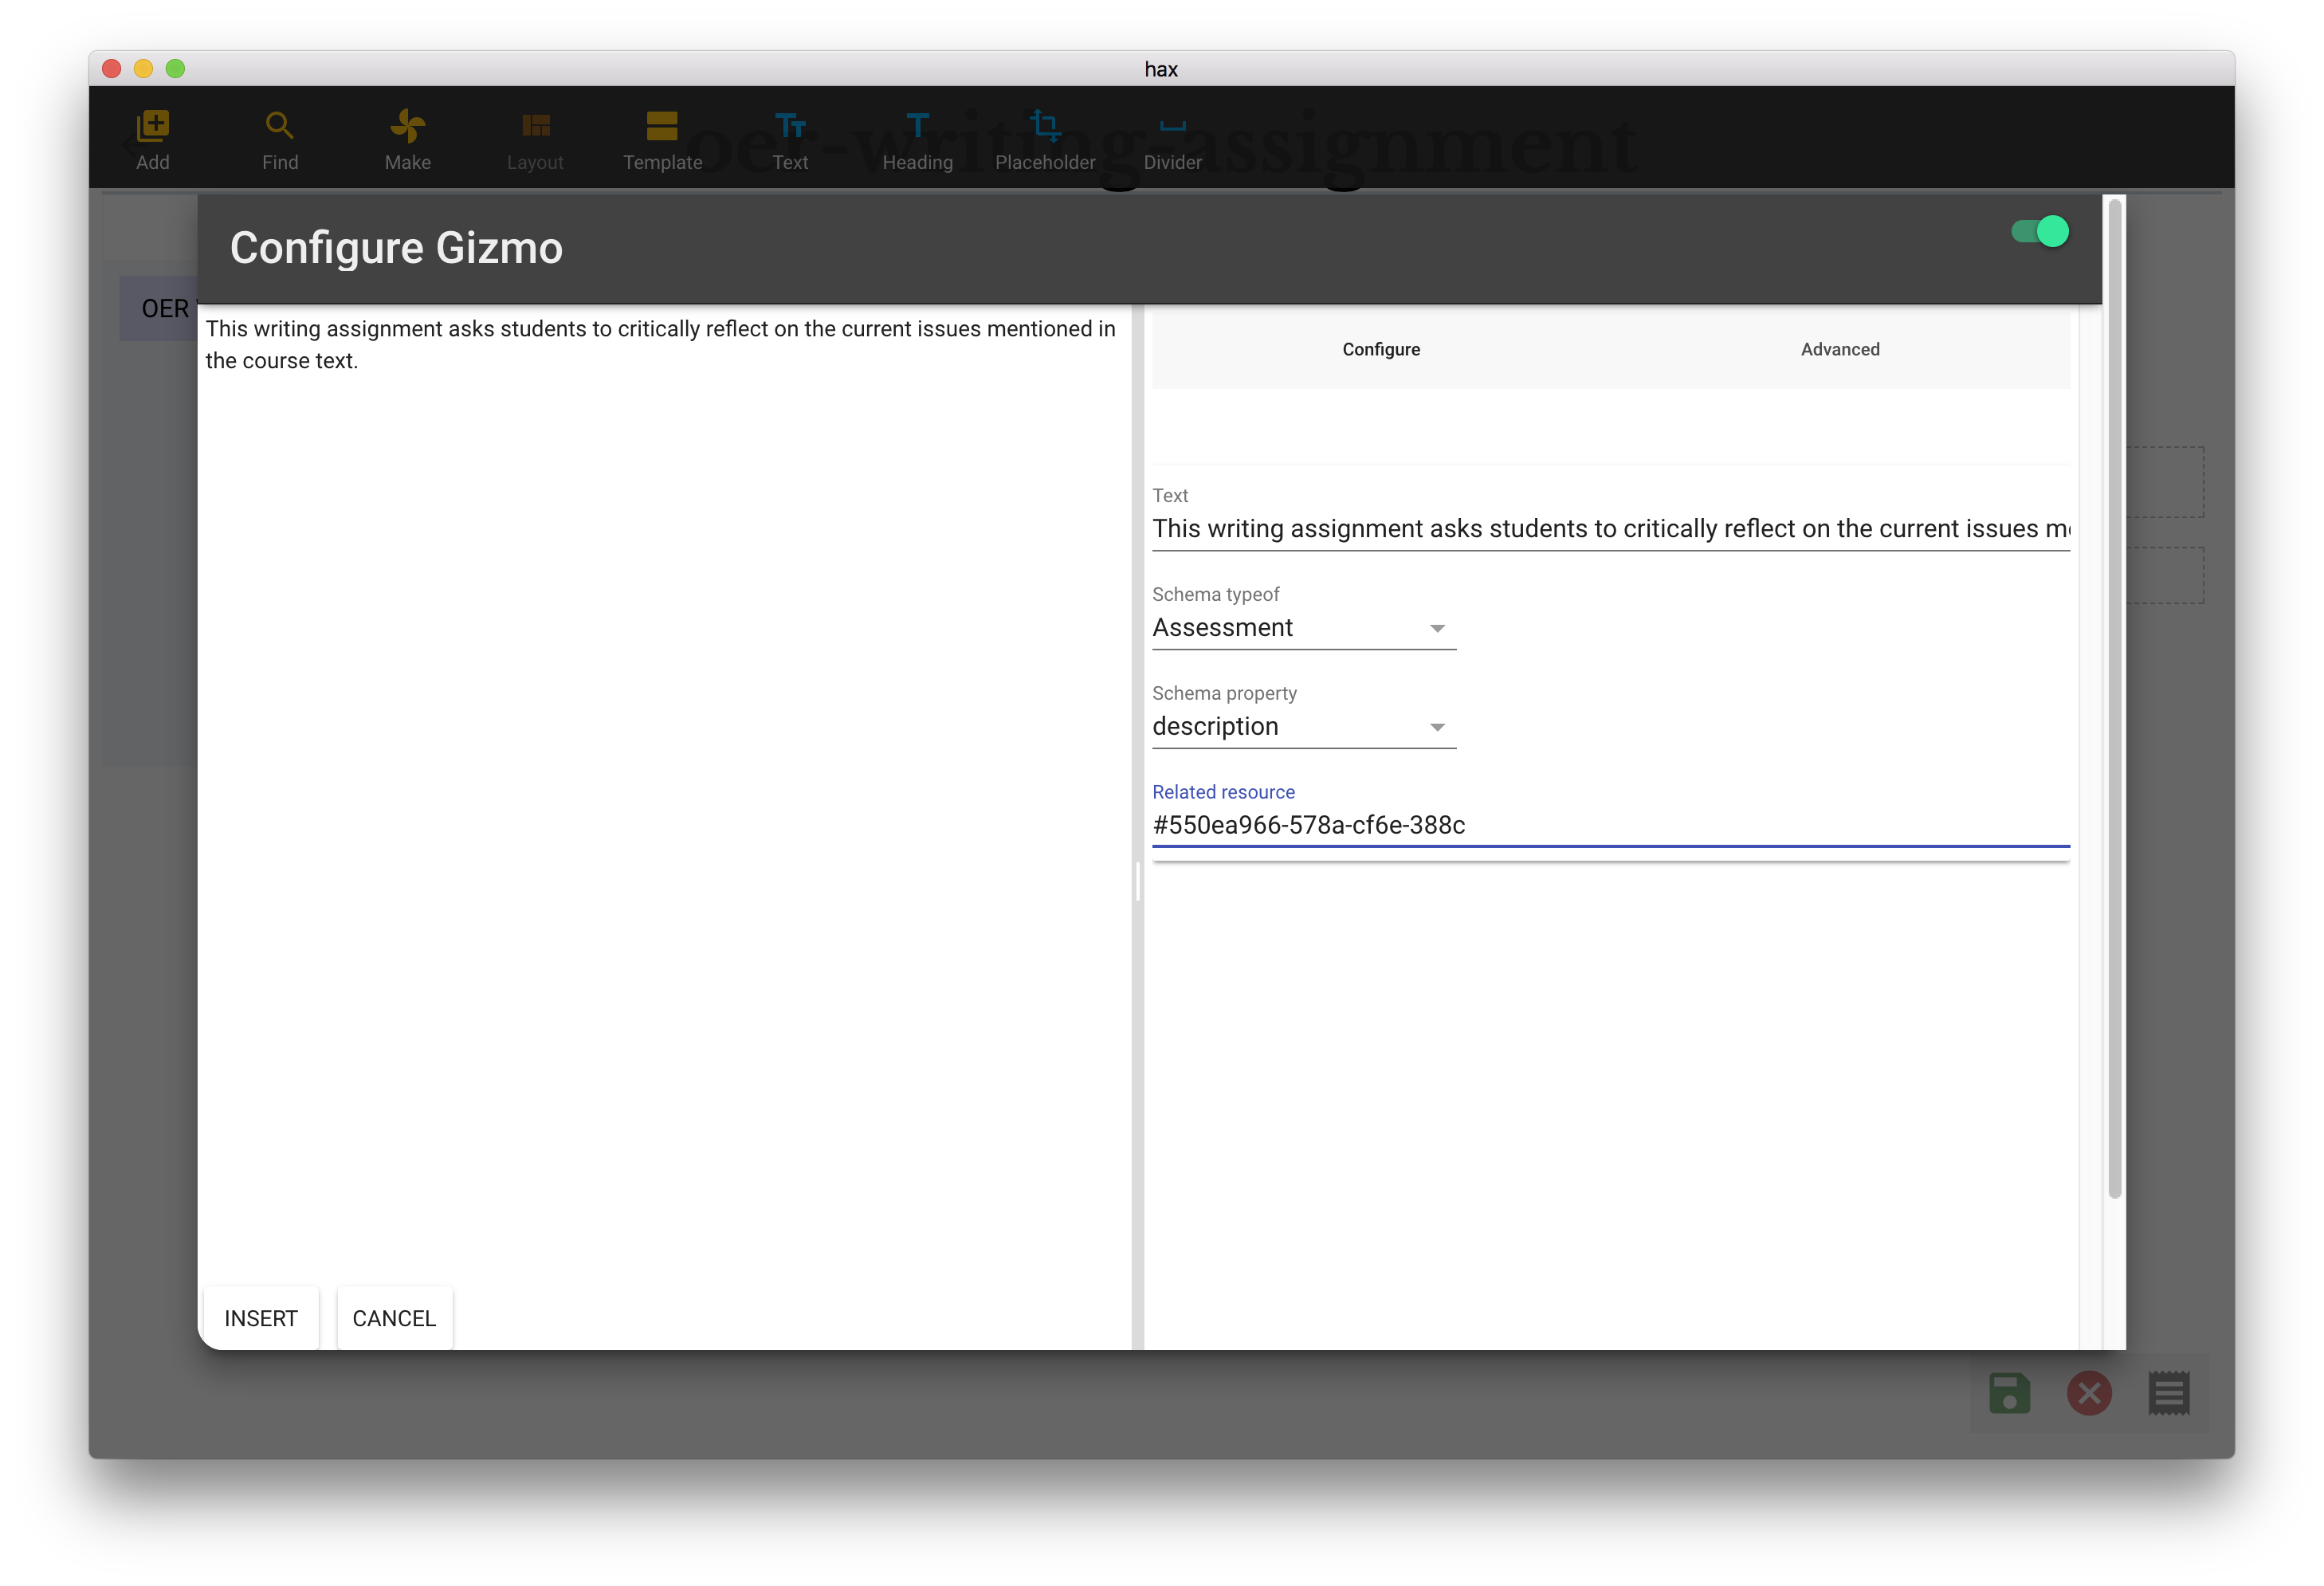 hax
oer-writing-assignment
Add
Find
Make
Layout
Template
Text
Heading
Placeholder
Divider
Configure Gizmo
OER
This writing assignment asks students to critically reflect on the current issues mentioned in
the course text.
Configure
Advanced
Text
This writing assignment asks students to critically reflect on the current issues
Schema typeof
Assessment
Schema property
description
Related resource
#550ea966-578a-cf6e-388c
INSERT
CANCEL